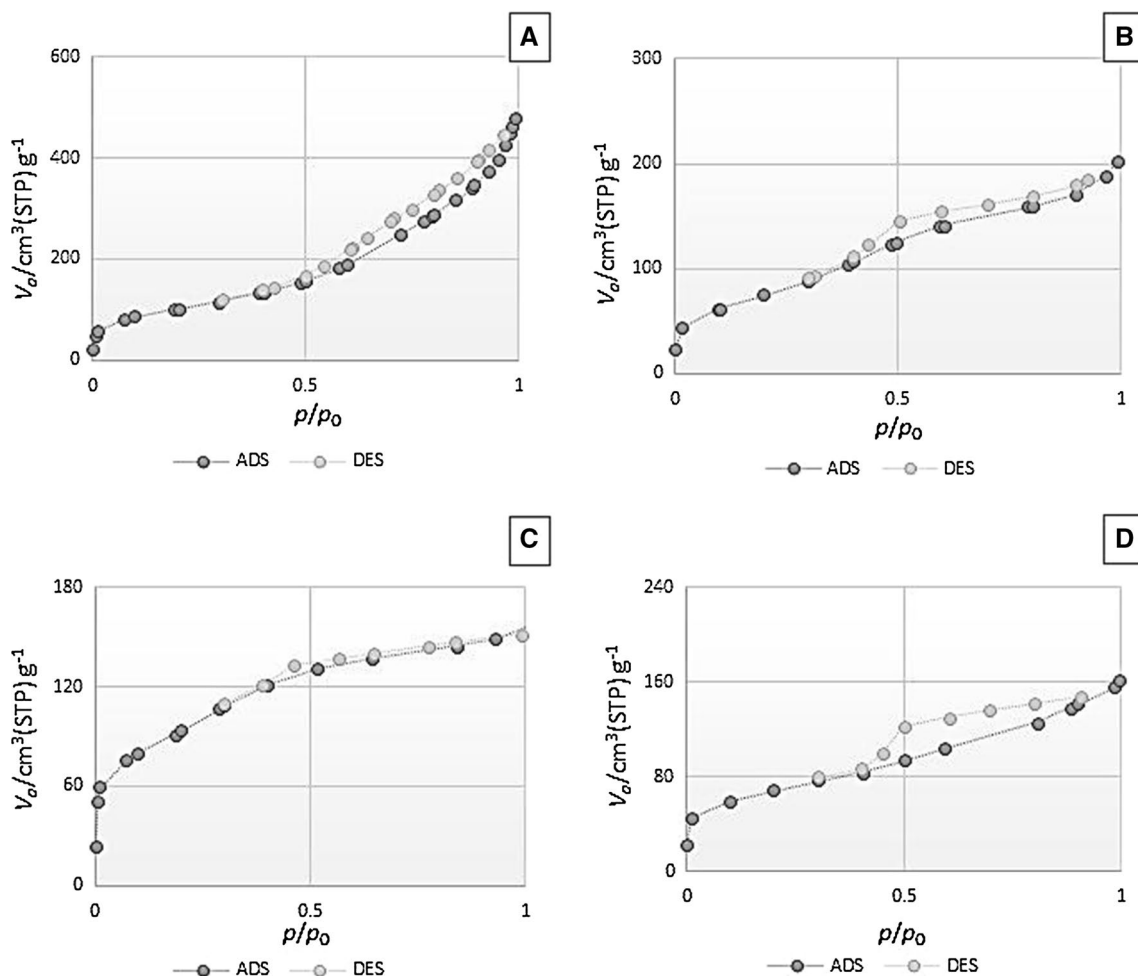 A
600
400
200
0
Va/cm³(STP)g⁻¹
0 0.5 1
p/p₀
ADS DES
B
300
200
100
0
Va/cm³(STP)g⁻¹
0 0.5 1
p/p₀
ADS DES
C
180
120
60
0
Va/cm³(STP)g⁻¹
0 0.5 1
p/p₀
ADS DES
D
240
160
80
0
Va/cm³(STP)g⁻¹
0 0.5 1
p/p₀
ADS DES